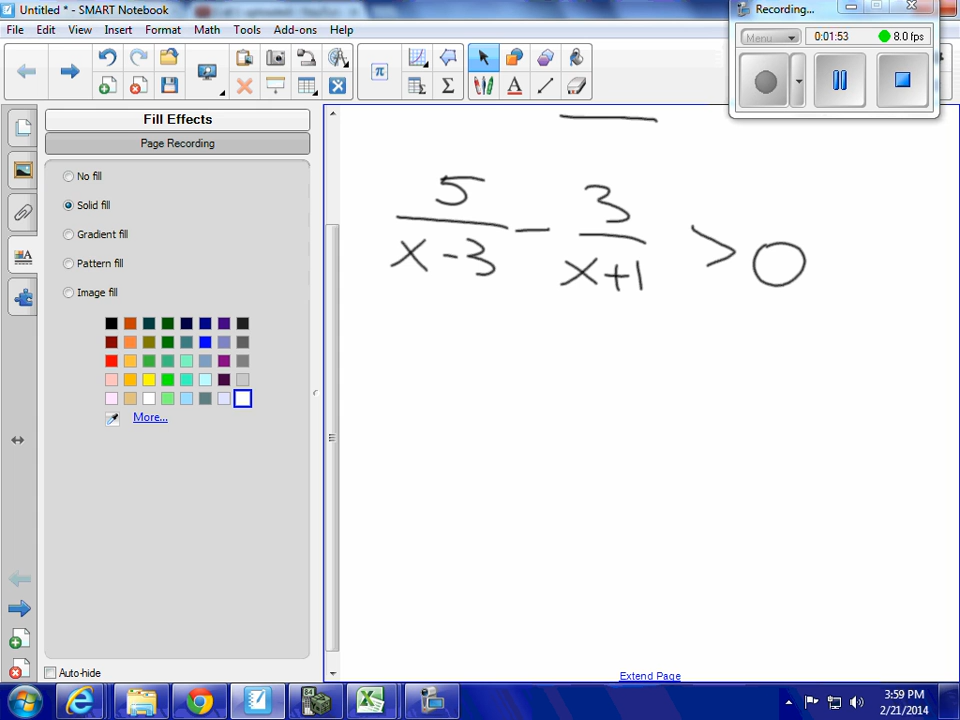 Untitled * - SMART Notebook
Recording...
File Edit View Insert Format Math Tools Add-ons Help
Menu 0:01:53 8.0 fps
π Σ A
Fill Effects
Page Recording
No fill
Solid fill
Gradient fill
Pattern fill
Image fill
More...
5/(x-3) - 3/(x+1) > 0
Auto-hide
Extend Page
3:59 PM
2/21/2014